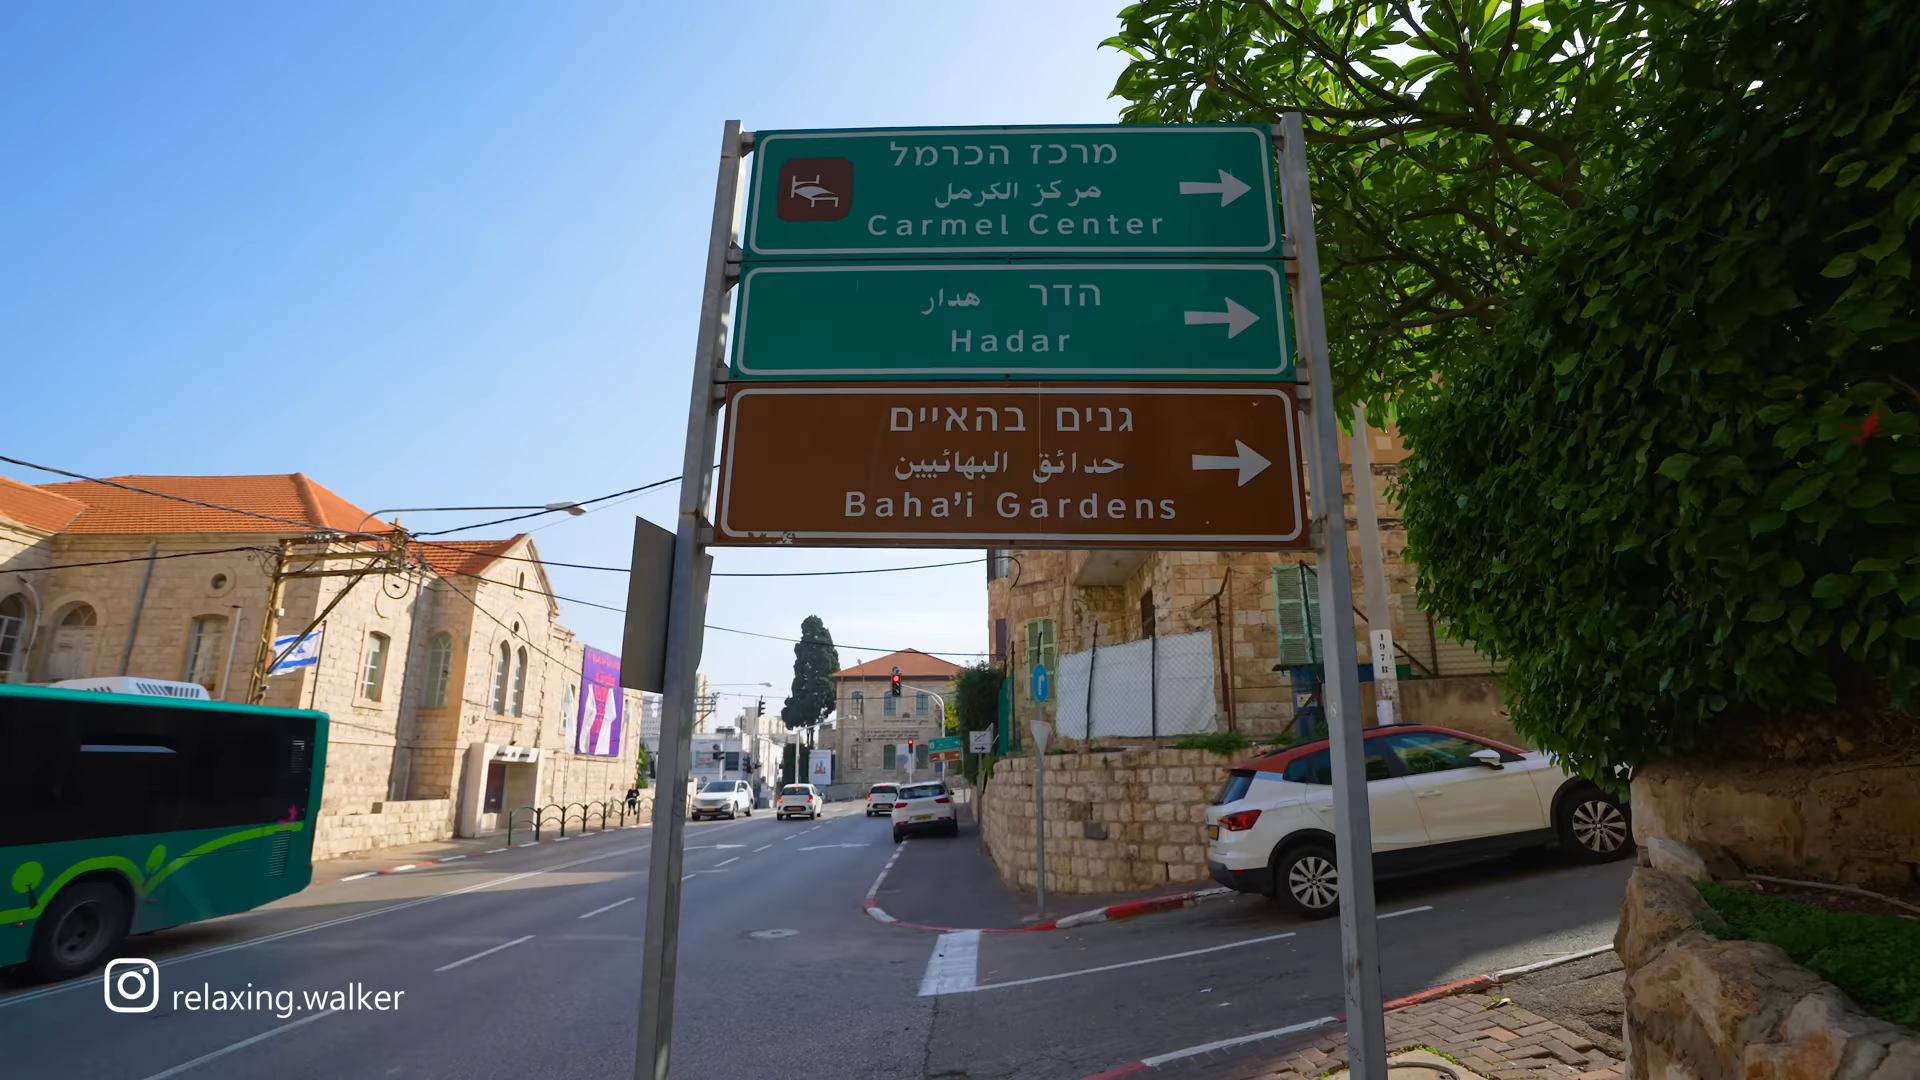 מרכז הכרמל
مركز الكرمل
Carmel Center
הדר هدار
Hadar
גנים בהאיים
حدائق البهائيين
Baha'i Gardens
relaxing.walker